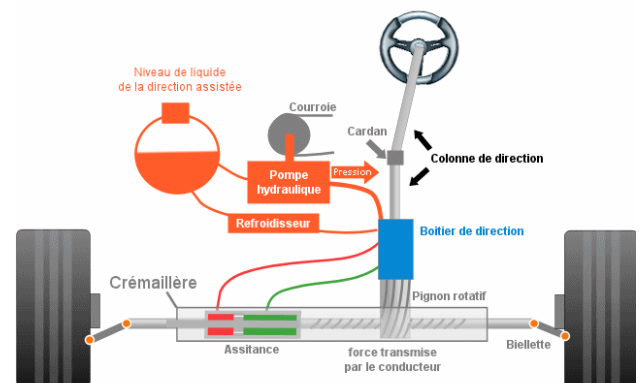 Niveau de liquide
de la direction assistée
Courroie
Cardan
Colonne de direction
Pompe
hydraulique
Pression
Refroidisseur
Boitier de direction
Crémaillère
Pignon rotatif
Assitance
force transmise
par le conducteur
Biellette